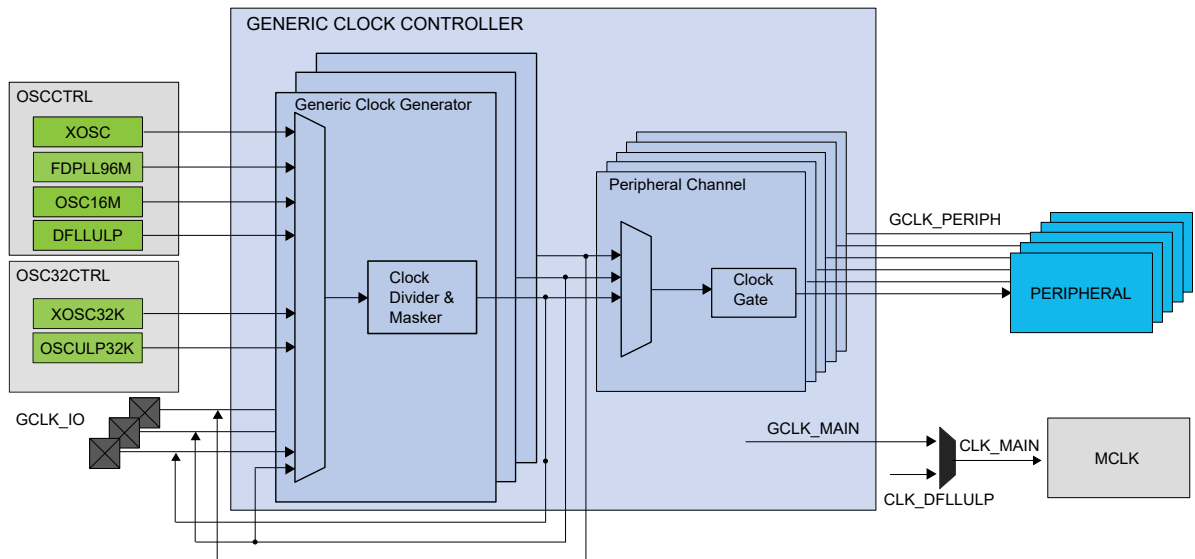 GENERIC CLOCK CONTROLLER
OSCCTRL
XOSC
FDPLL96M
OSC16M
DFLLULP
OSC32CTRL
XOSC32K
OSCULP32K
GCLK_IO
Generic Clock Generator
Clock
Divider &
Masker
Peripheral Channel
Clock
Gate
GCLK_PERIPH
PERIPHERAL
GCLK_MAIN
CLK_MAIN
CLK_DFLLULP
MCLK